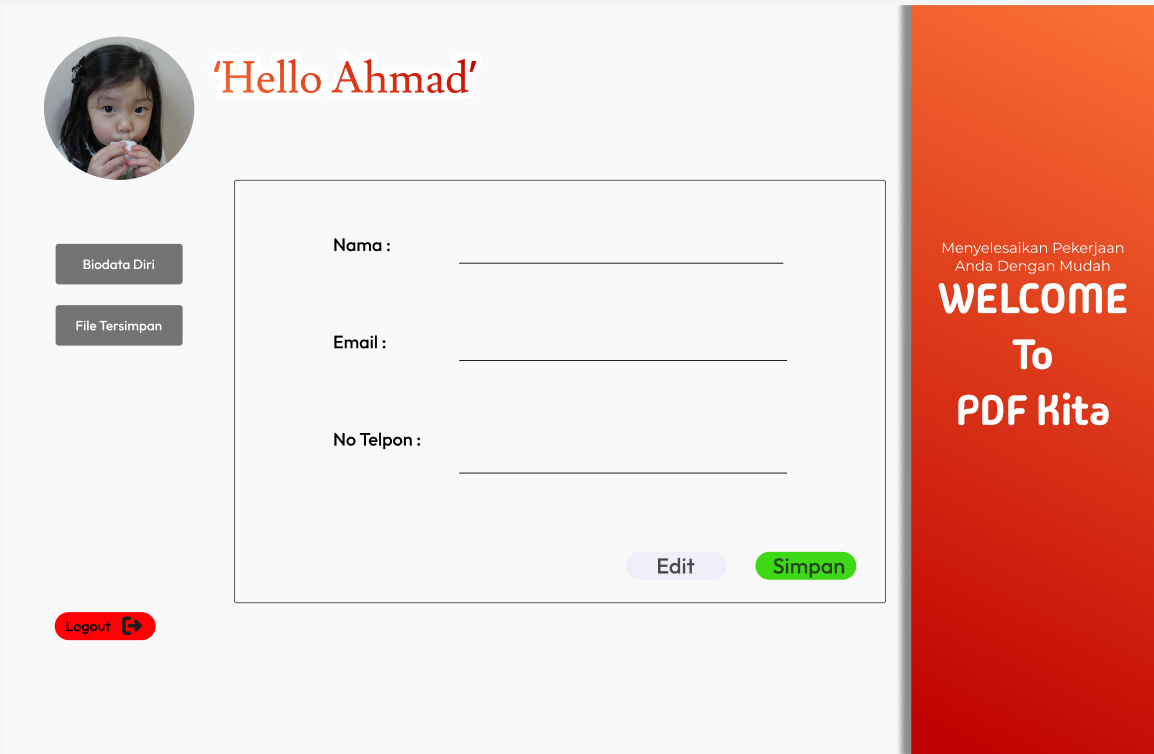 ‘Hello Ahmad’
Biodata Diri
File Tersimpan
Logout
Nama :
Email :
No Telpon :
Edit
Simpan
Menyelesaikan Pekerjaan
Anda Dengan Mudah
WELCOME
To
PDF Kita